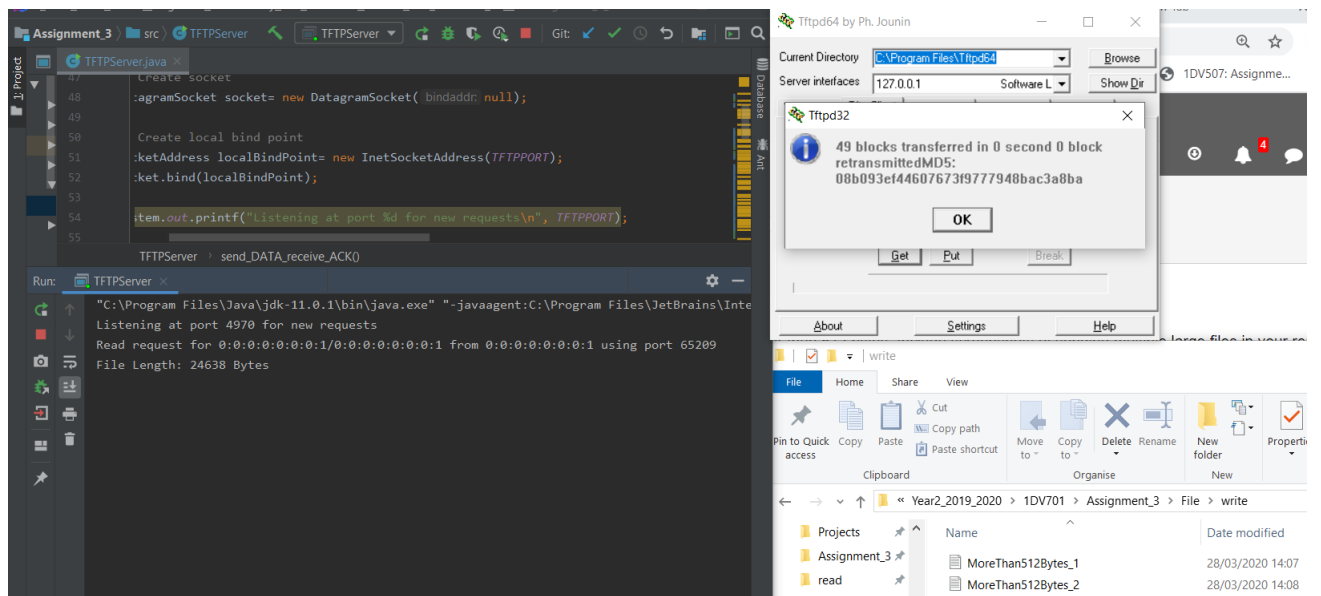 Assignment_3 src TFTPServer TFTPServer Git:
1: Project
TFTPServer.java
47 Create socket
48 :agramSocket socket= new DatagramSocket( bindaddr: null);
49
50 Create local bind point
51 :ketAddress localBindPoint= new InetSocketAddress(TFTPPORT);
52 :ket.bind(localBindPoint);
53
54 stem.out.printf("Listening at port %d for new requests\n", TFTPPORT);
55
TFTPServer > send_DATA_receive_ACK()
Database
Ant
Run: TFTPServer
"C:\Program Files\Java\jdk-11.0.1\bin\java.exe" "-javaagent:C:\Program Files\JetBrains\Inte
Listening at port 4970 for new requests
Read request for 0:0:0:0:0:0:0:1/0:0:0:0:0:0:0:1 from 0:0:0:0:0:0:0:1 using port 65209
File Length: 24638 Bytes
Tftpd64 by Ph. Jounin
Current Directory C:\Program Files\Tftpd64 Browse
Server interfaces 127.0.0.1 Software L Show Dir
Tftpd32
49 blocks transferred in 0 second 0 block
retransmittedMD5:
08b093ef44607673f9777948bac3a8ba
OK
Get Put Break
About Settings Help
1DV507: Assignme...
4
write
File Home Share View
Pin to Quick
access
Copy
Paste
Cut
Copy path
Paste shortcut
Move
to
Copy
to
Delete
Rename
New
folder
Properti
Clipboard Organise New
« Year2_2019_2020 > 1DV701 > Assignment_3 > File > write
Projects
Assignment_3
read
Name Date modified
MoreThan512Bytes_1 28/03/2020 14:07
MoreThan512Bytes_2 28/03/2020 14:08